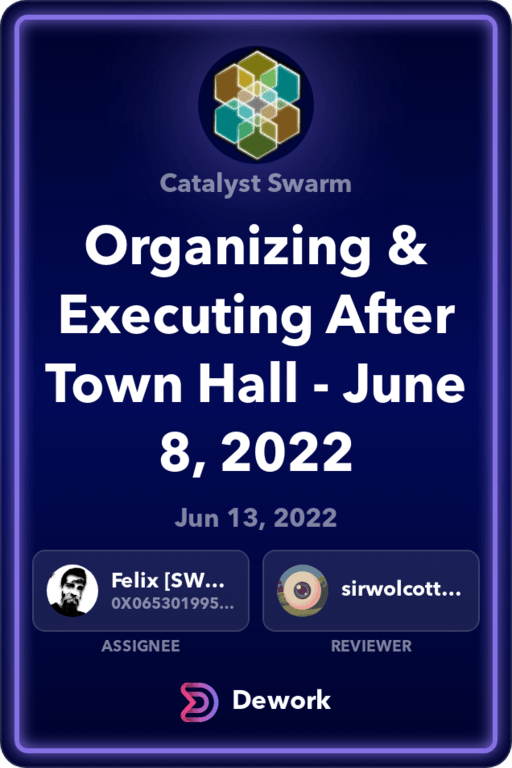 Catalyst Swarm
Organizing &
Executing After
Town Hall - June
8, 2022
Jun 13, 2022
Felix [SW...
0X065301995...
sirwolcott...
ASSIGNEE
REVIEWER
Dework